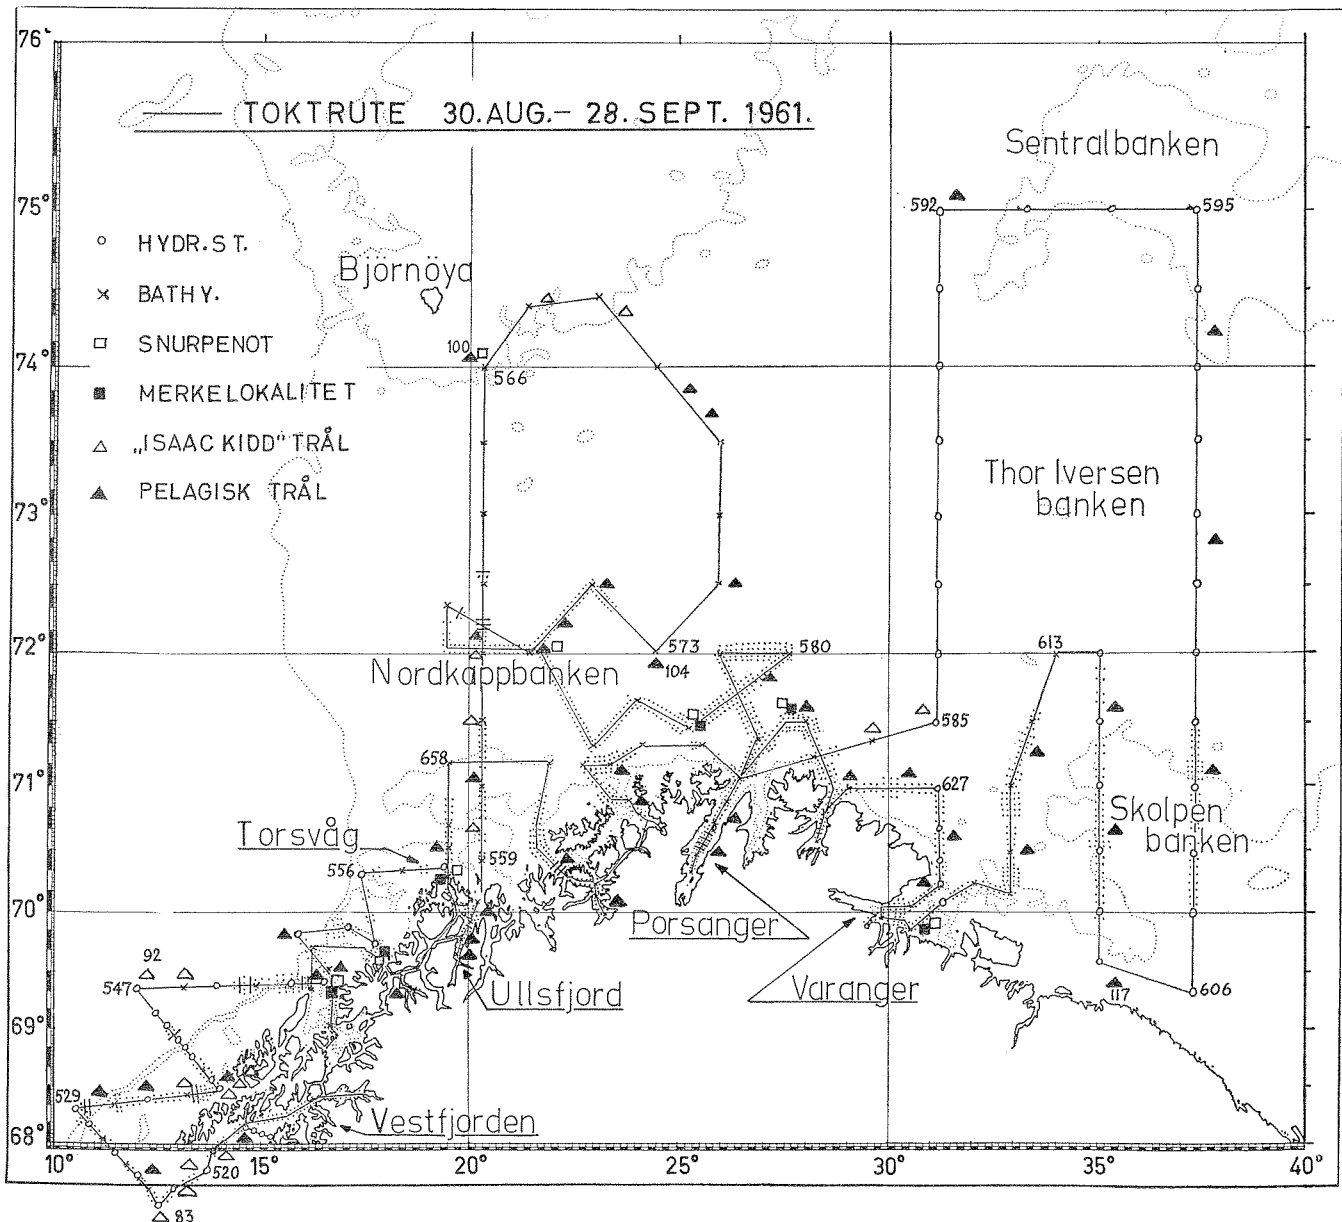 76°
TOKTRUTE 30.AUG.– 28.SEPT. 1961.
Sentralbanken
75°
592
595
HYDR.ST.
Björnöya
BATHY.
SNURPENOT
100
74°
566
MERKELOKALITET
„ISAAC KIDD" TRÅL
PELAGISK TRÅL
Thor Iversen
banken
73°
72°
573
580
613
104
Nordkappbanken
585
658
71°
627
Skolpen
banken
Torsvåg
559
556
70°
Porsanger
92
547
Ullsfjord
Varanger
117
606
69°
529
Vestfjorden
68°
520
10°
15°
20°
25°
30°
35°
40°
83